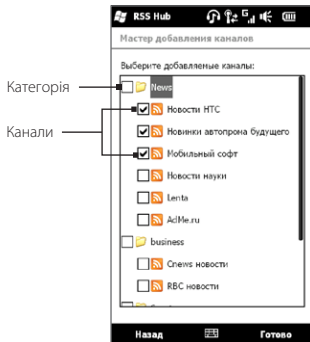 RSS Hub
Мастер добавления каналов
Выберите добавляемые каналы:
Категорія
News
Канали
Новости HTC
Новинки автопрона будущего
Мобильный софт
Новости науки
Lenta
AdMe.ru
business
Cnews новости
RBC новости
Назад
Готово